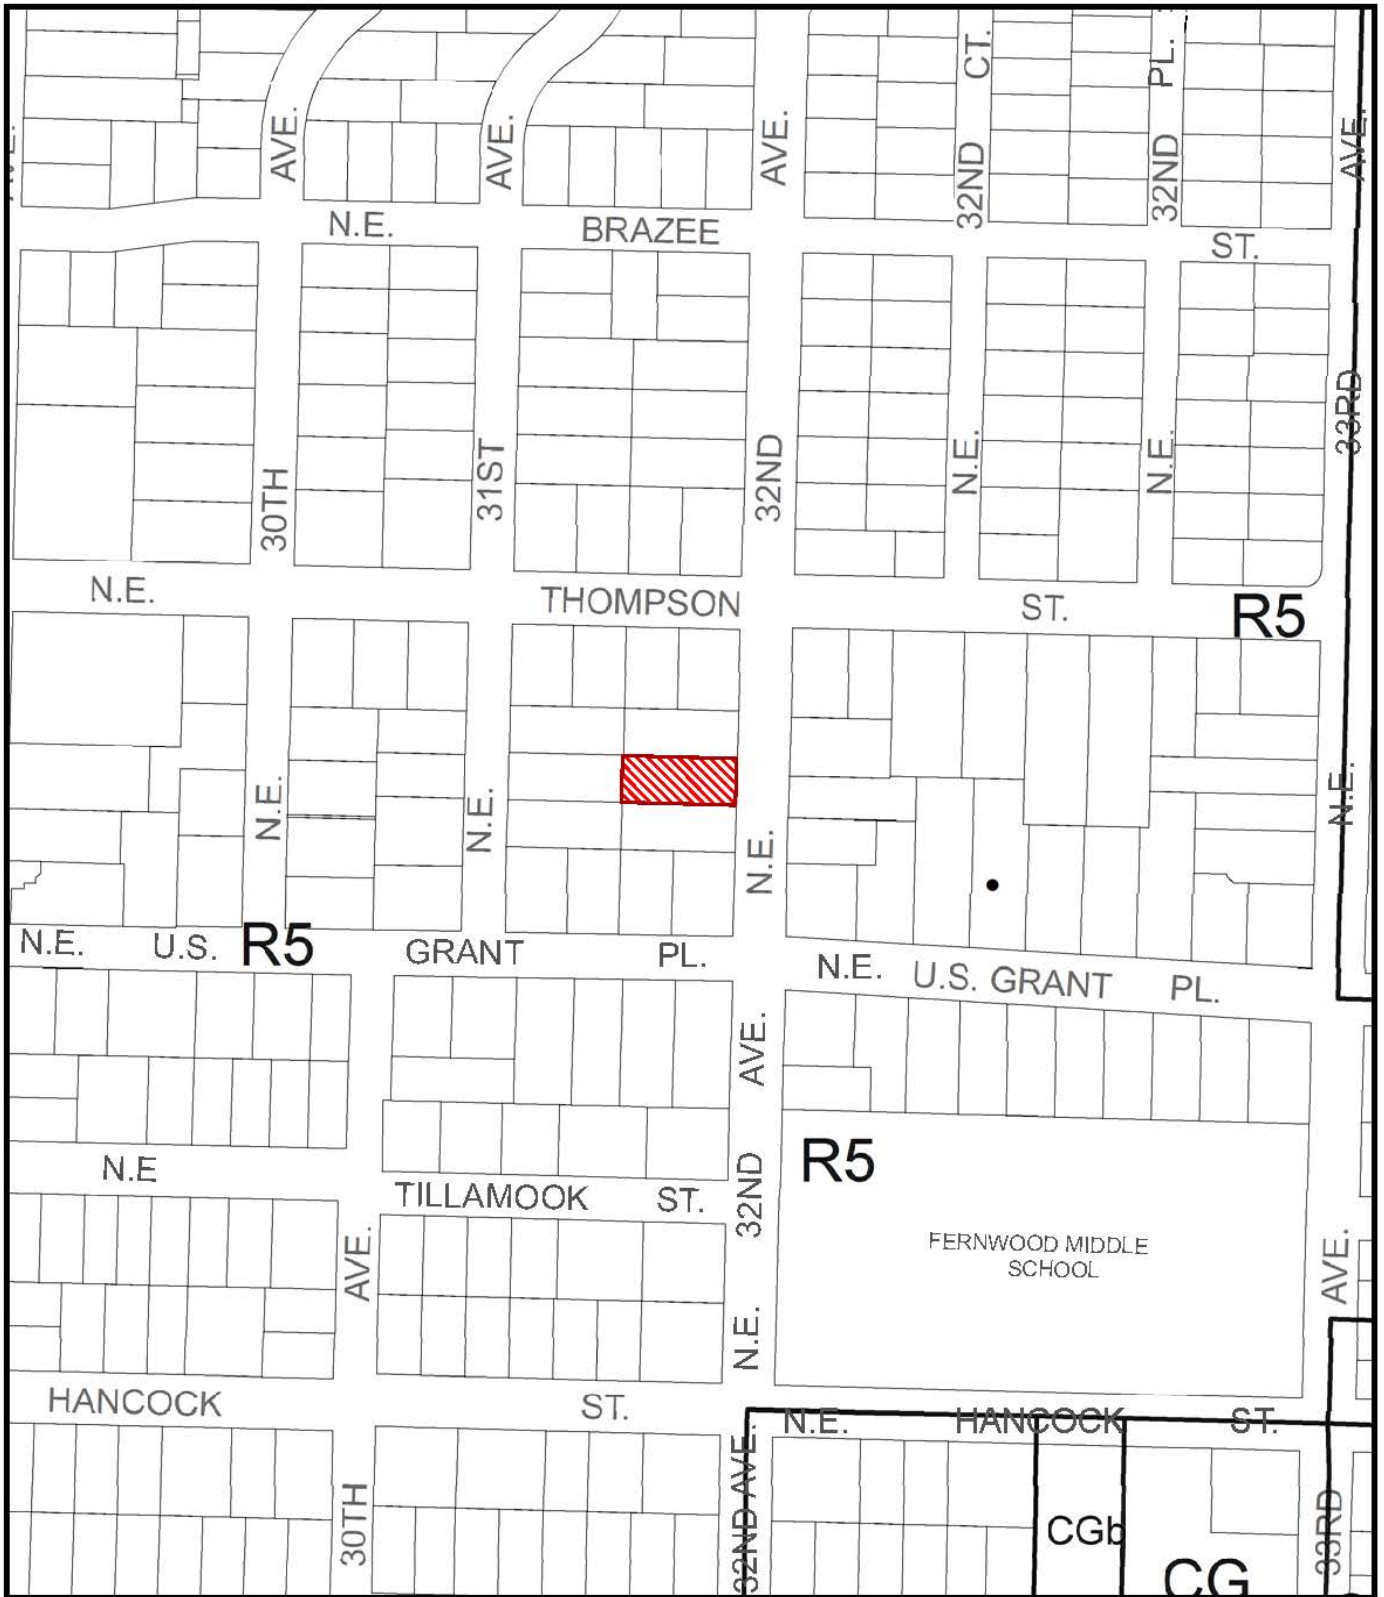 CT.
PL.
AVE.
AVE.
AVE.
AVE.
AVE.
32ND
32ND
N.E.
BRAZEE
ST.
33RD
30TH
31ST
32ND
N.E.
N.E.
N.E.
THOMPSON
ST.
R5
N.E.
N.E.
N.E.
N.E.
N.E.
U.S.
R5
GRANT
PL.
N.E.
U.S. GRANT
PL.
AVE.
32ND
R5
N.E
TILLAMOOK
ST.
FERNWOOD MIDDLE
SCHOOL
AVE.
AVE.
N.E.
HANCOCK
ST.
N.E.
HANCOCK
ST.
32ND AVE.
30TH
CGb
CG
33RD